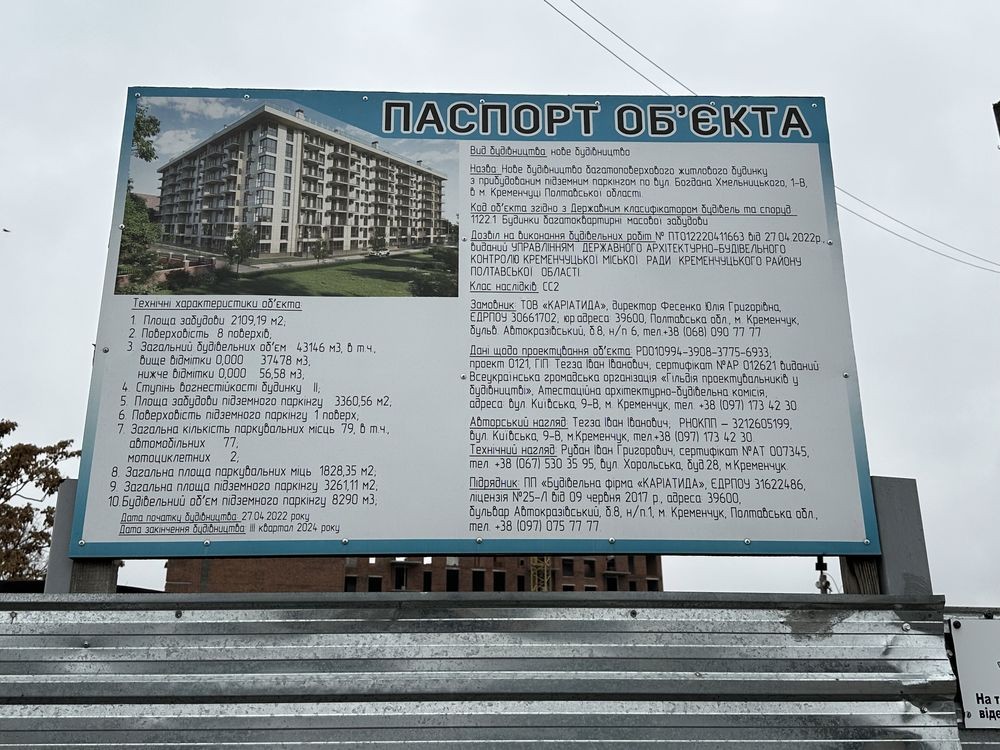 ПАСПОРТ ОБ'ЄКТА
Вид будівництва: нове будівництво
Назва: Нове будівництво багатоповерхового житлового будинку
з прибудованим підземним паркінгом по вул. Богдана Хмельницького, 1-В,
в м. Кременчуці Полтавської області
Код об'єкта згідно з Державним класифікатором будівель та споруд
1122.1 Будинки багатоквартирні масової забудови
Дозвіл на виконання будівельних робіт № ПТ012220411663 від 27.04.2022р.,
виданий УПРАВЛІННЯМ ДЕРЖАВНОГО АРХІТЕКТУРНО-БУДІВЕЛЬНОГО
КОНТРОЛЮ КРЕМЕНЧУЦЬКОЇ МІСЬКОЇ РАДИ КРЕМЕНЧУЦЬКОГО РАЙОНУ
ПОЛТАВСЬКОЇ ОБЛАСТІ
Клас наслідків: СС2
Замовник: ТОВ «КАРІАТИДА», директор Фесенко Юлія Григорівна,
ЄДРПОУ 30661702, юр.адреса: 39600, Полтавська обл., м. Кременчук,
бульв. Автокразівський, б.8, н/п 6, тел.+38 (068) 090 77 77
Дані щодо проектування об'єкта: PD010994-3908-3775-6933,
проект 0121, ГІП Тегза Іван Іванович, сертифікат №АР 012621 виданий
Всеукраїнська громадська організація «Гільдія проектувальників у
будівництві», Атестаційна архітектурно-будівельна комісія,
адреса: вул. Київська, 9-В, м. Кременчук, тел. +38 (097) 173 42 30
Авторський нагляд: Тегза Іван Іванович, РНОКПП – 3212605199,
вул. Київська, 9-В, м.Кременчук, тел.+38 (097) 173 42 30
Технічний нагляд: Рубан Іван Григорович, сертифікат №АТ 007345,
тел. +38 (067) 530 35 95, вул. Хорольська, буд.28, м.Кременчук
Підрядник: ПП «Будівельна фірма «КАРІАТИДА», ЄДРПОУ 31622486,
ліцензія №25-Л від 09 червня 2017 р., адреса: 39600,
бульвар Автокразівський, б.8, н/п.1, м. Кременчук, Полтавська обл.,
тел. +38 (097) 075 77 77
Технічні характеристики об'єкта:
1. Площа забудови 2109,19 м2;
2. Поверховість 8 поверхів;
3. Загальний будівельних об'єм 43146 м3, в т.ч.,
вище відмітки 0,000 37478 м3;
нижче відмітки 0,000 56,58 м3;
4. Ступінь вогнестійкості будинку II;
5. Площа забудови підземного паркінгу 3360,56 м2;
6. Поверховість підземного паркінгу 1 поверх;
7. Загальна кількість паркувальних місць 79, в т.ч.,
автомобільних 77;
мотоциклетних 2;
8. Загальна площа паркувальних міць 1828,35 м2;
9. Загальна площа підземного паркінгу 3261,11 м2;
10. Будівельний об'єм підземного паркінгу 8290 м3;
Дата початку будівництва: 27.04.2022 року
Дата закінчення будівництва: III квартал 2024 року
На т
віде